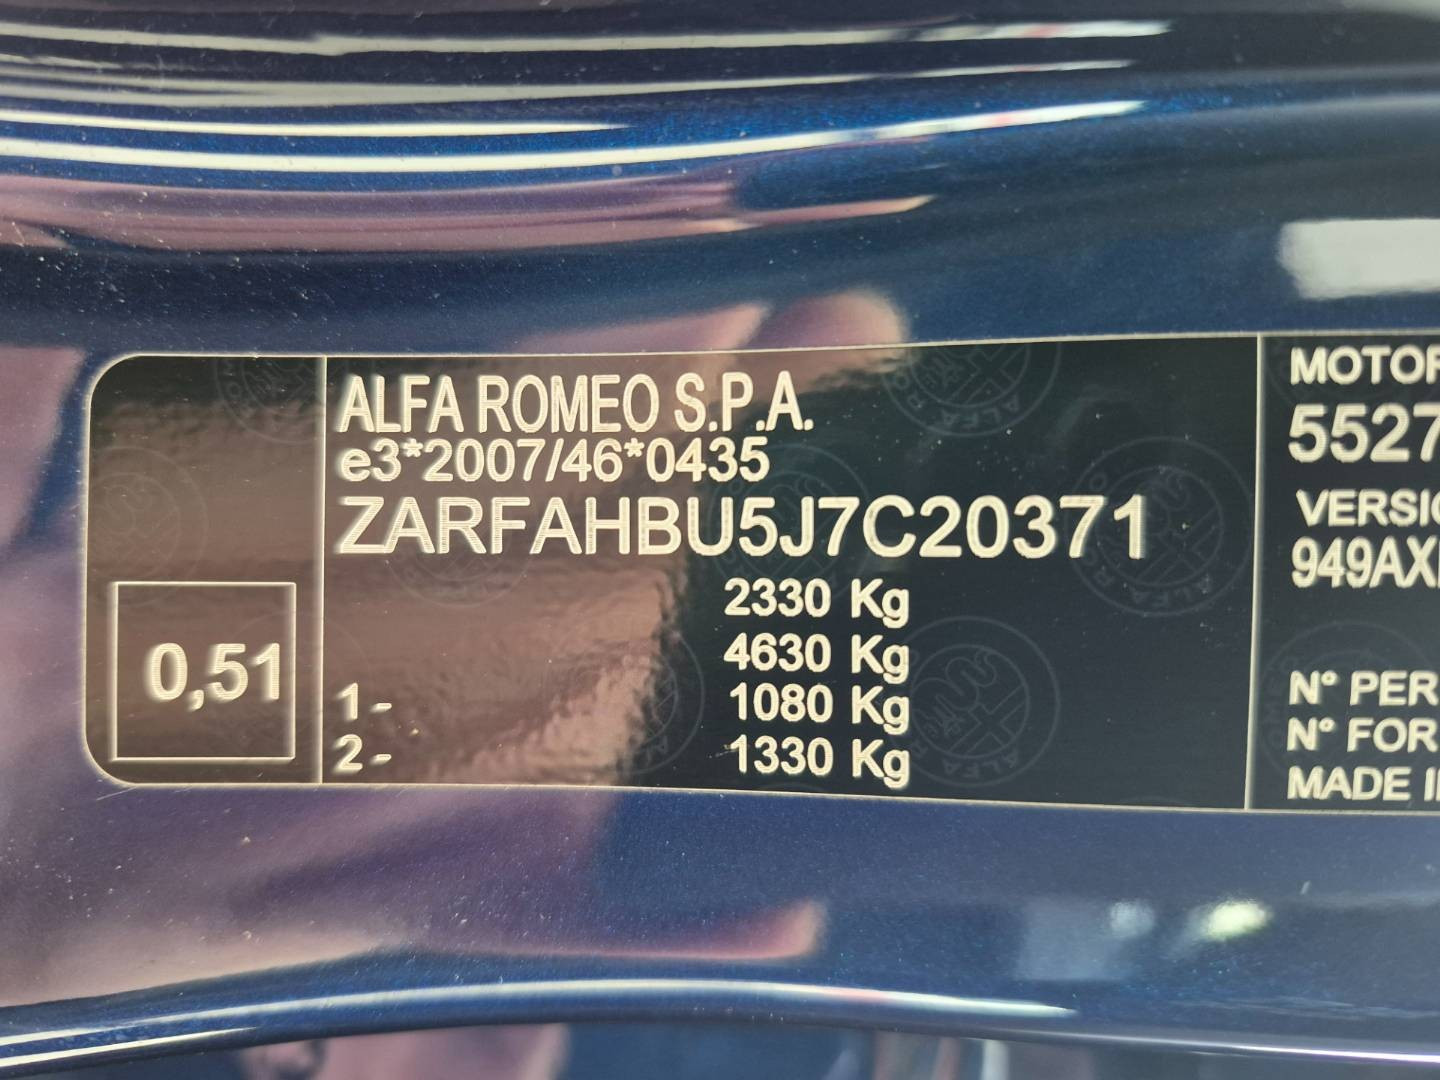 ALFA ROMEO S.P.A.
e3*2007/46*0435
ZARFAHBU5J7C20371
2330 Kg
4630 Kg
1- 1080 Kg
2- 1330 Kg
0,51
MOTOR
5527
VERSIO
949AX
N° PER
N° FOR
MADE I